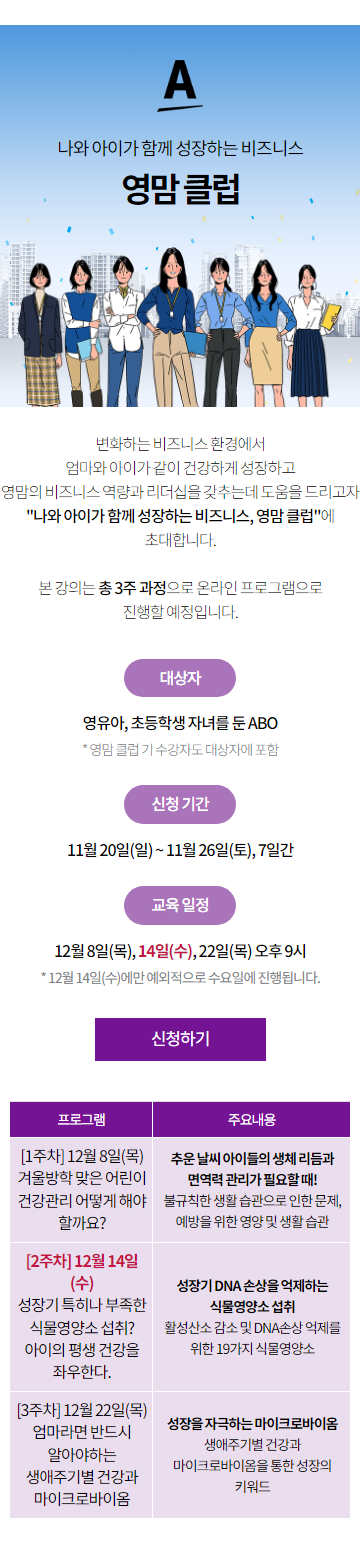 A
나와 아이가 함께 성장하는 비즈니스
영맘 클럽
변화하는 비즈니스 환경에서
엄마와 아이가 같이 건강하게 성장하고
영맘의 비즈니스 역량과 리더십을 갖추는데 도움을 드리고자
"나와 아이가 함께 성장하는 비즈니스, 영맘 클럽"에
초대합니다.
본 강의는 총 3주 과정으로 온라인 프로그램으로
진행할 예정입니다.
대상자
영유아, 초등학생 자녀를 둔 ABO
* 영맘 클럽 기 수강자도 대상자에 포함
신청 기간
11월 20일(일) ~ 11월 26일(토), 7일간
교육 일정
12월 8일(목), 14일(수), 22일(목) 오후 9시
* 12월 14일(수)에만 예외적으로 수요일에 진행됩니다.
신청하기
프로그램
주요내용
[1주차] 12월 8일(목)
겨울방학 맞은 어린이
건강관리 어떻게 해야
할까요?
추운 날씨 아이들의 생체 리듬과
면역력 관리가 필요할 때!
불규칙한 생활 습관으로 인한 문제,
예방을 위한 영양 및 생활 습관
[2주차] 12월 14일
(수)
성장기 특히나 부족한
식물영양소 섭취?
아이의 평생 건강을
좌우한다.
성장기 DNA 손상을 억제하는
식물영양소 섭취
활성산소 감소 및 DNA손상 억제를
위한 19가지 식물영양소
[3주차] 12월 22일(목)
엄마라면 반드시
알아야하는
생애주기별 건강과
마이크로바이옴
성장을 자극하는 마이크로바이옴
생애주기별 건강과
마이크로바이옴을 통한 성장의
키워드